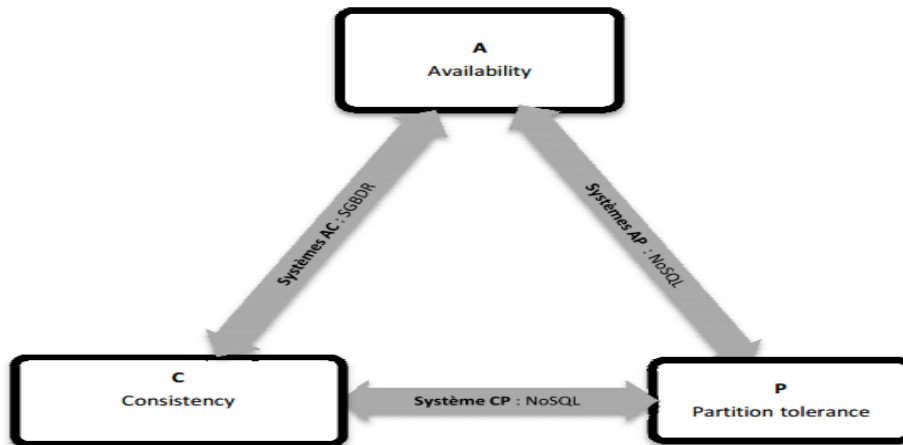 A
Availability
Systèmes AC : SGBDR
Systèmes AP : NoSQL
C
Consistency
Système CP : NoSQL
P
Partition tolerance